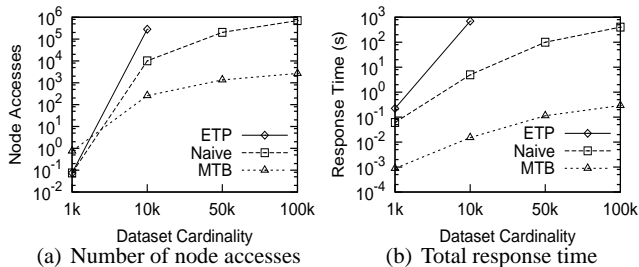 Node Accesses
10^6
10^5
10^4
10^3
10^2
10^1
10^0
10^-1
10^-2
ETP
Naive
MTB
1k 10k 50k 100k
Dataset Cardinality
(a) Number of node accesses
Response Time (s)
10^3
10^2
10^1
10^0
10^-1
10^-2
10^-3
10^-4
ETP
Naive
MTB
1k 10k 50k 100k
Dataset Cardinality
(b) Total response time